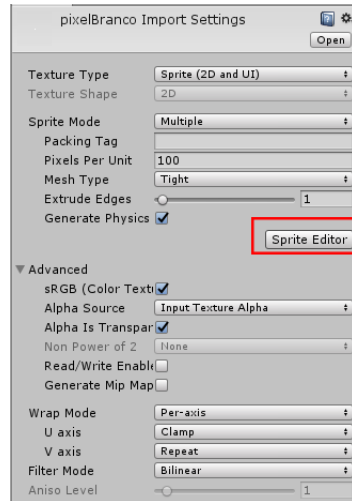 pixelBranco Import Settings
Open
Texture Type Sprite (2D and UI)
Texture Shape 2D
Sprite Mode Multiple
Packing Tag
Pixels Per Unit 100
Mesh Type Tight
Extrude Edges 1
Generate Physics
Sprite Editor
Advanced
sRGB (Color Text
Alpha Source Input Texture Alpha
Alpha Is Transpar
Non Power of 2 None
Read/Write Enable
Generate Mip Map
Wrap Mode Per-axis
U axis Clamp
V axis Repeat
Filter Mode Bilinear
Aniso Level 1